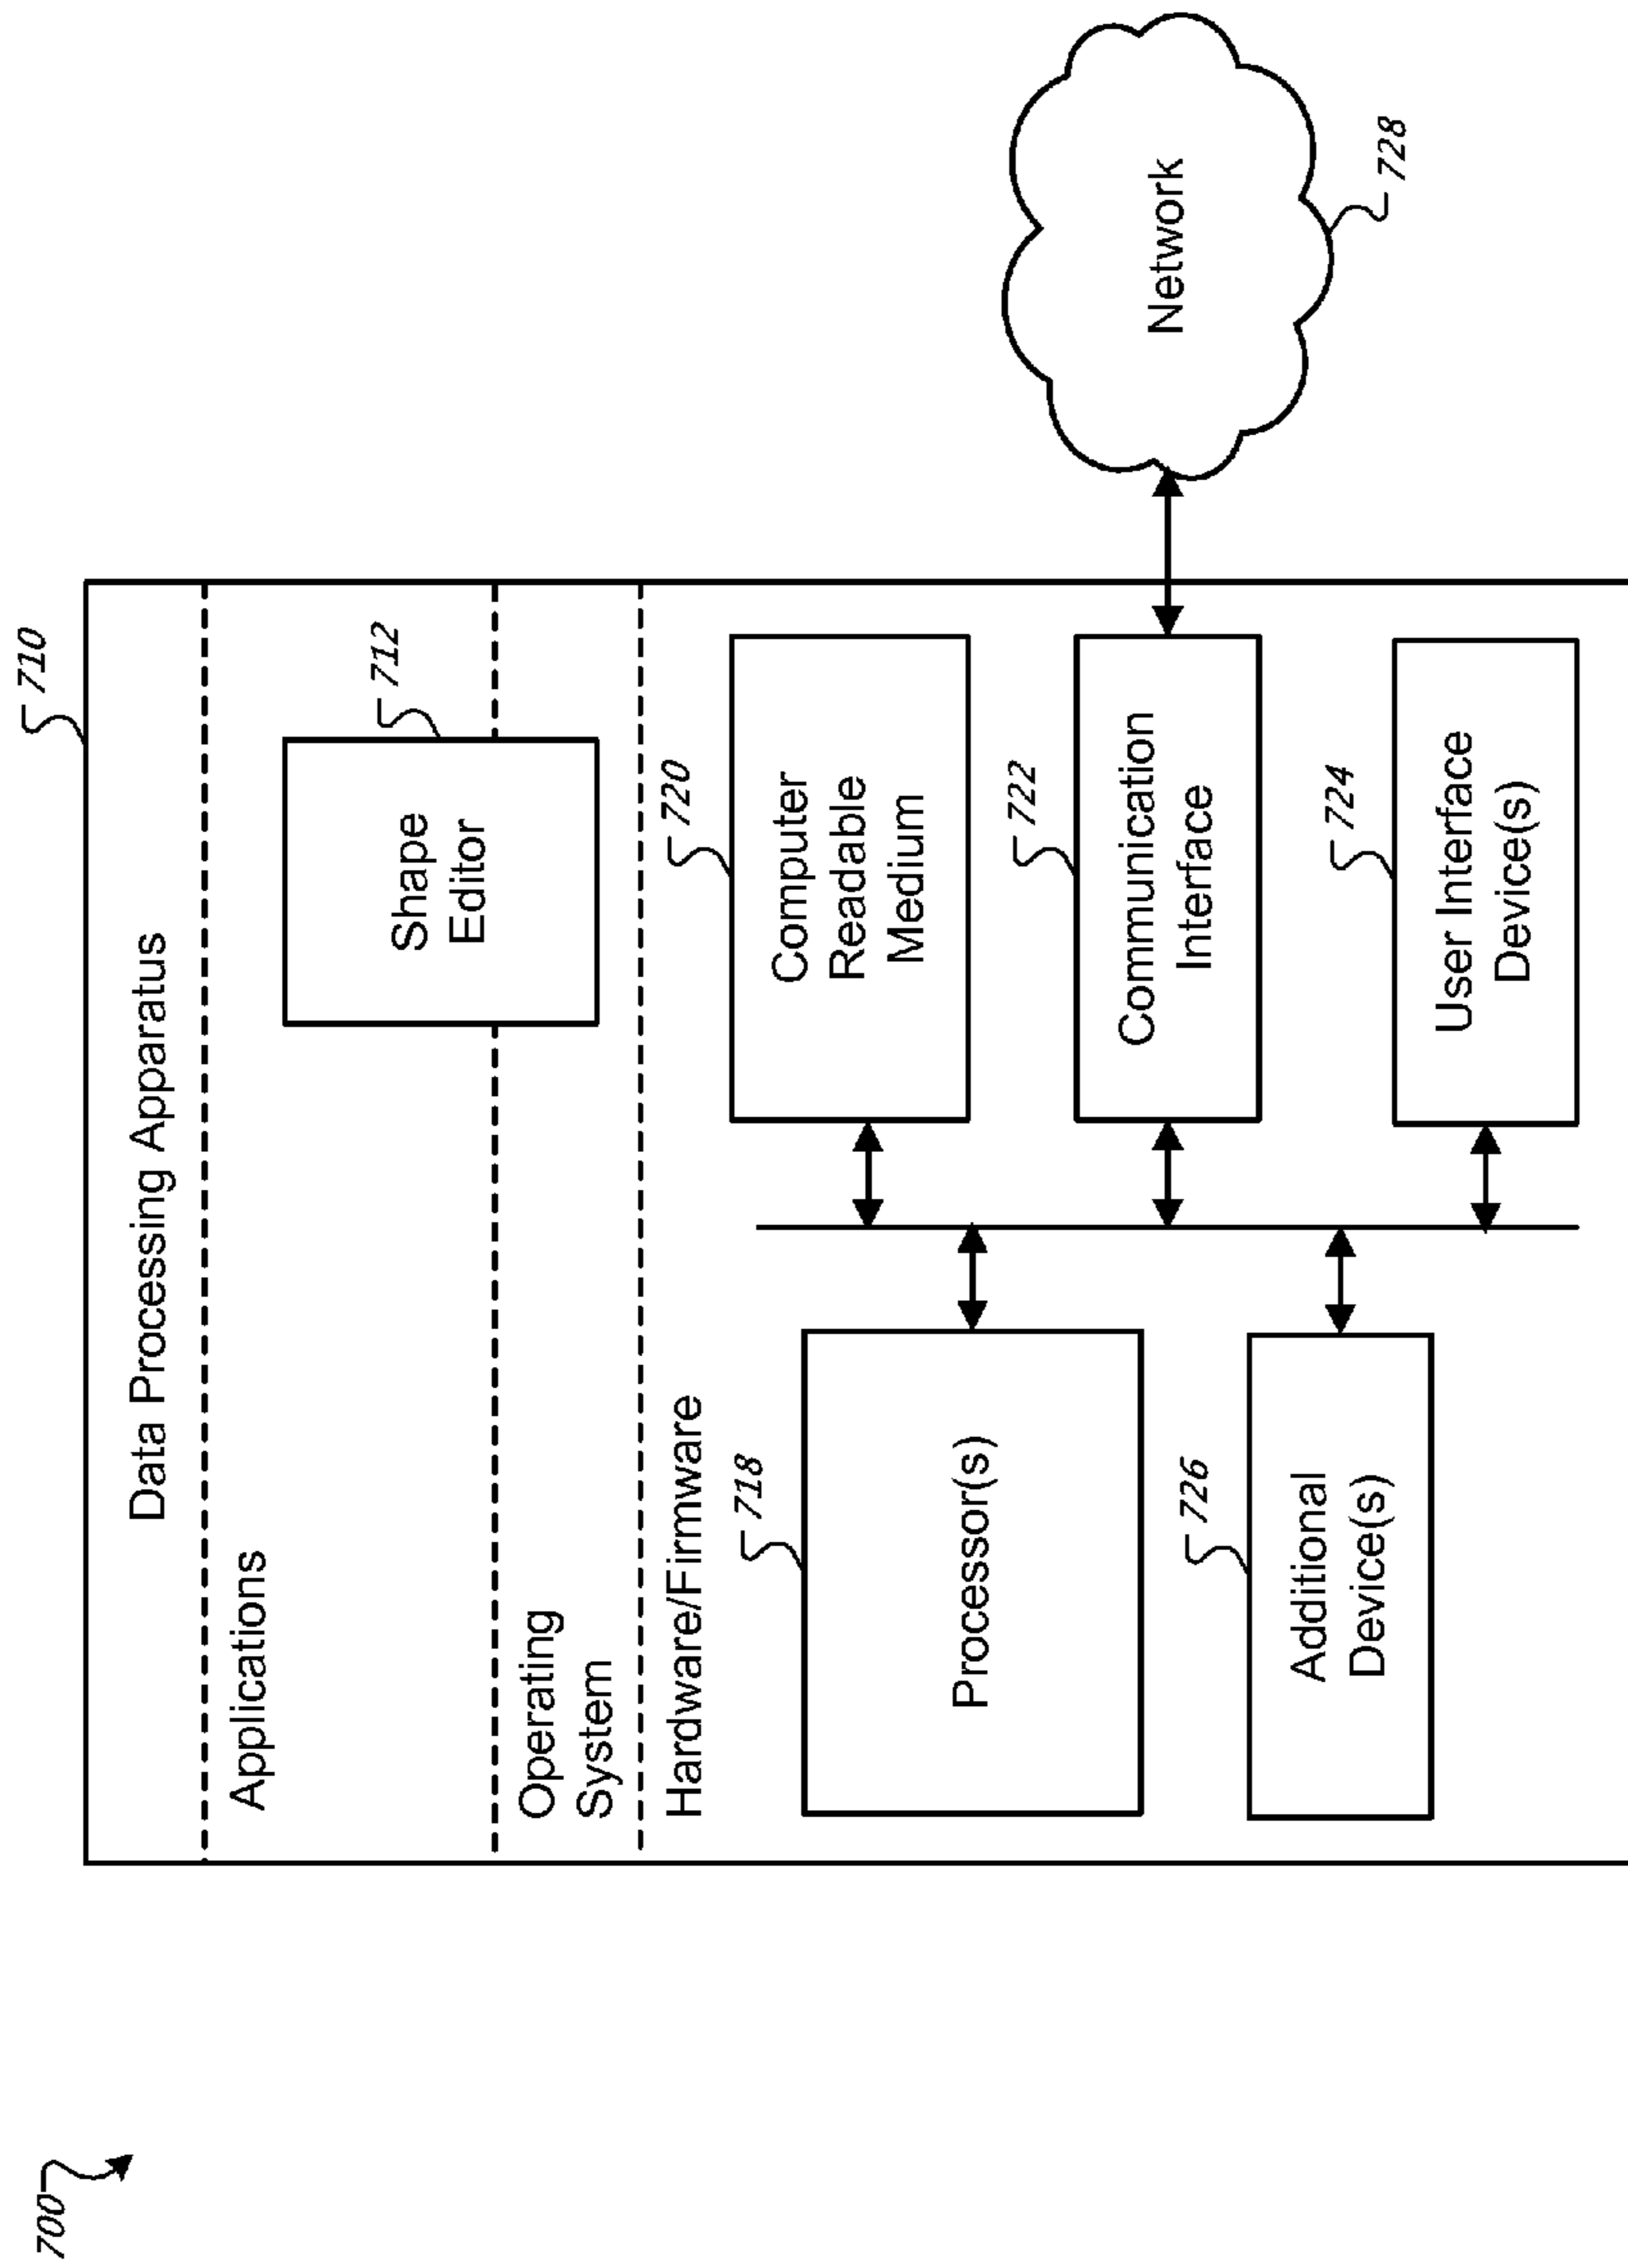 700
710
Data Processing Apparatus
Applications
712
Shape
Editor
Operating
System
Hardware/Firmware
718
Processor(s)
720
Computer
Readable
Medium
722
Communication
Interface
Network
728
726
Additional
Device(s)
724
User Interface
Device(s)